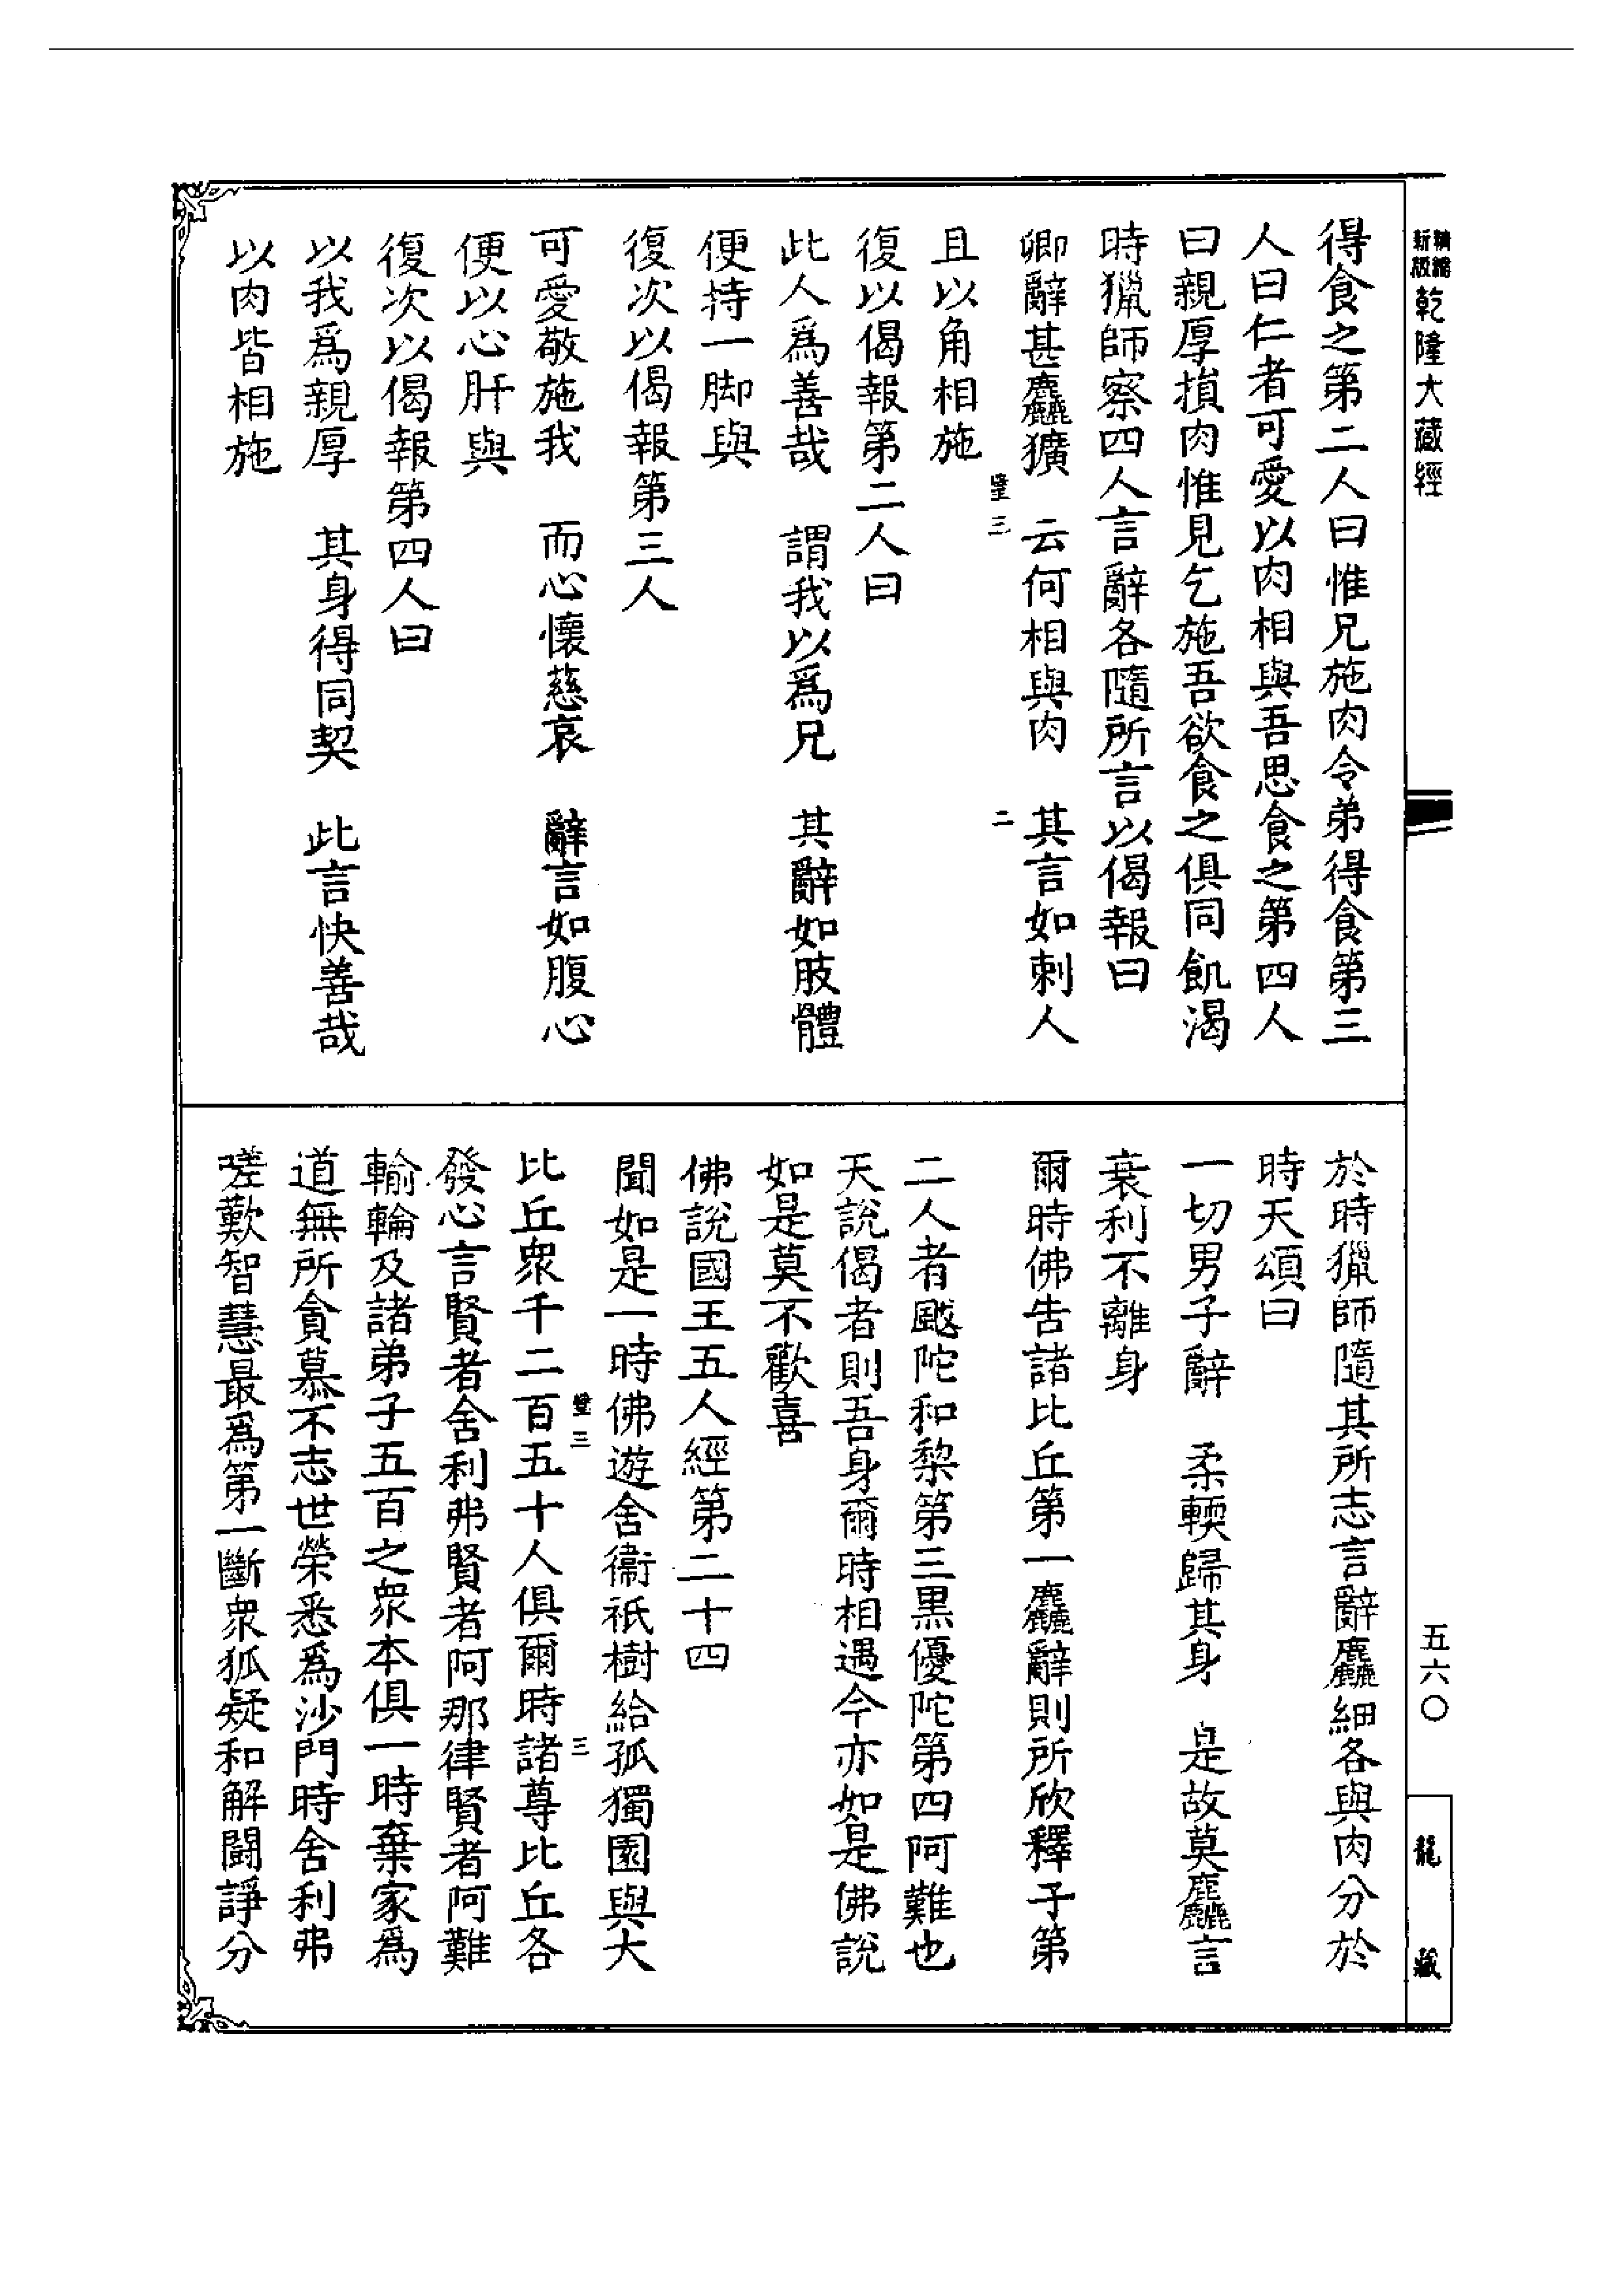 精縮新版乾隆大藏經
得食之第二人曰惟兄施肉令弟得食第三
人曰仁者可愛以肉相與吾思食之第四人
曰親厚損肉惟見乞施吾欲食之俱同飢渴
時獵師察四人言辭各隨所言以偈報曰
卿辭甚麤獷　云何相與肉　其言如刺人
璧三　二
且以角相施
復以偈報第二人曰
此人為善哉　謂我以爲兄　其辭如肢體
便持一脚與
復次以偈報第三人
可愛敬施我　而心懷慈哀　辭言如腹心
便以心肝與
復次以偈報第四人曰
以我爲親厚　其身得同契　此言快善哉
以肉皆相施
於時獵師隨其所志言辭麤細各與肉分於
時天頌曰
一切男子辭　柔輭歸其身　是故莫麤言
衰利不離身
爾時佛告諸比丘第一麤辭則所欣釋子第
二人者颰陀和黎第三黑優陀第四阿難也
天說偈者則吾身爾時相遇今亦如是佛說
如是莫不歡喜
佛說國王五人經第二十四
聞如是一時佛遊舍衞祇樹給孤獨園與大
璧三　三
比丘衆千二百五十人俱爾時諸尊比丘各
發心言賢者舍利弗賢者阿那律賢者阿難
輸輪及諸弟子五百之衆本俱一時棄家爲
道無所貪慕不志世榮悉爲沙門時舍利弗
嗟歎智慧最爲第一斷衆狐疑和解鬪諍分
五六〇
龍藏